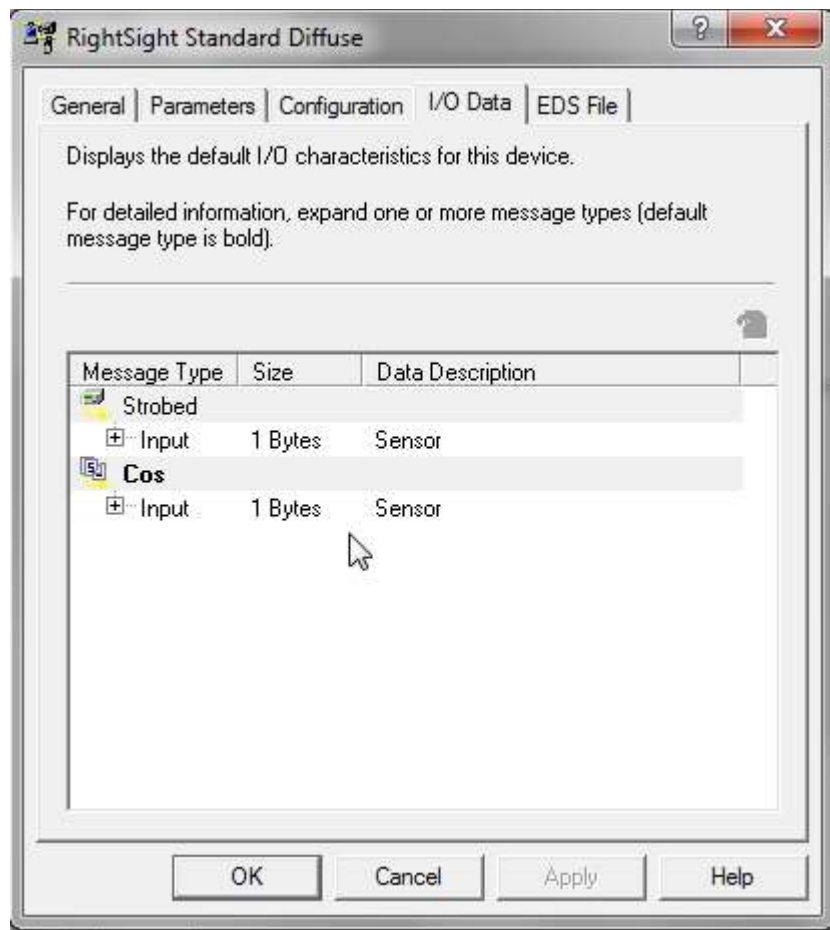 RightSight Standard Diffuse
General Parameters Configuration I/O Data EDS File
Displays the default I/O characteristics for this device.
For detailed information, expand one or more message types (default
message type is bold).
Message Type Size Data Description
Strobed
Input 1 Bytes Sensor
Cos
Input 1 Bytes Sensor
OK Cancel Apply Help